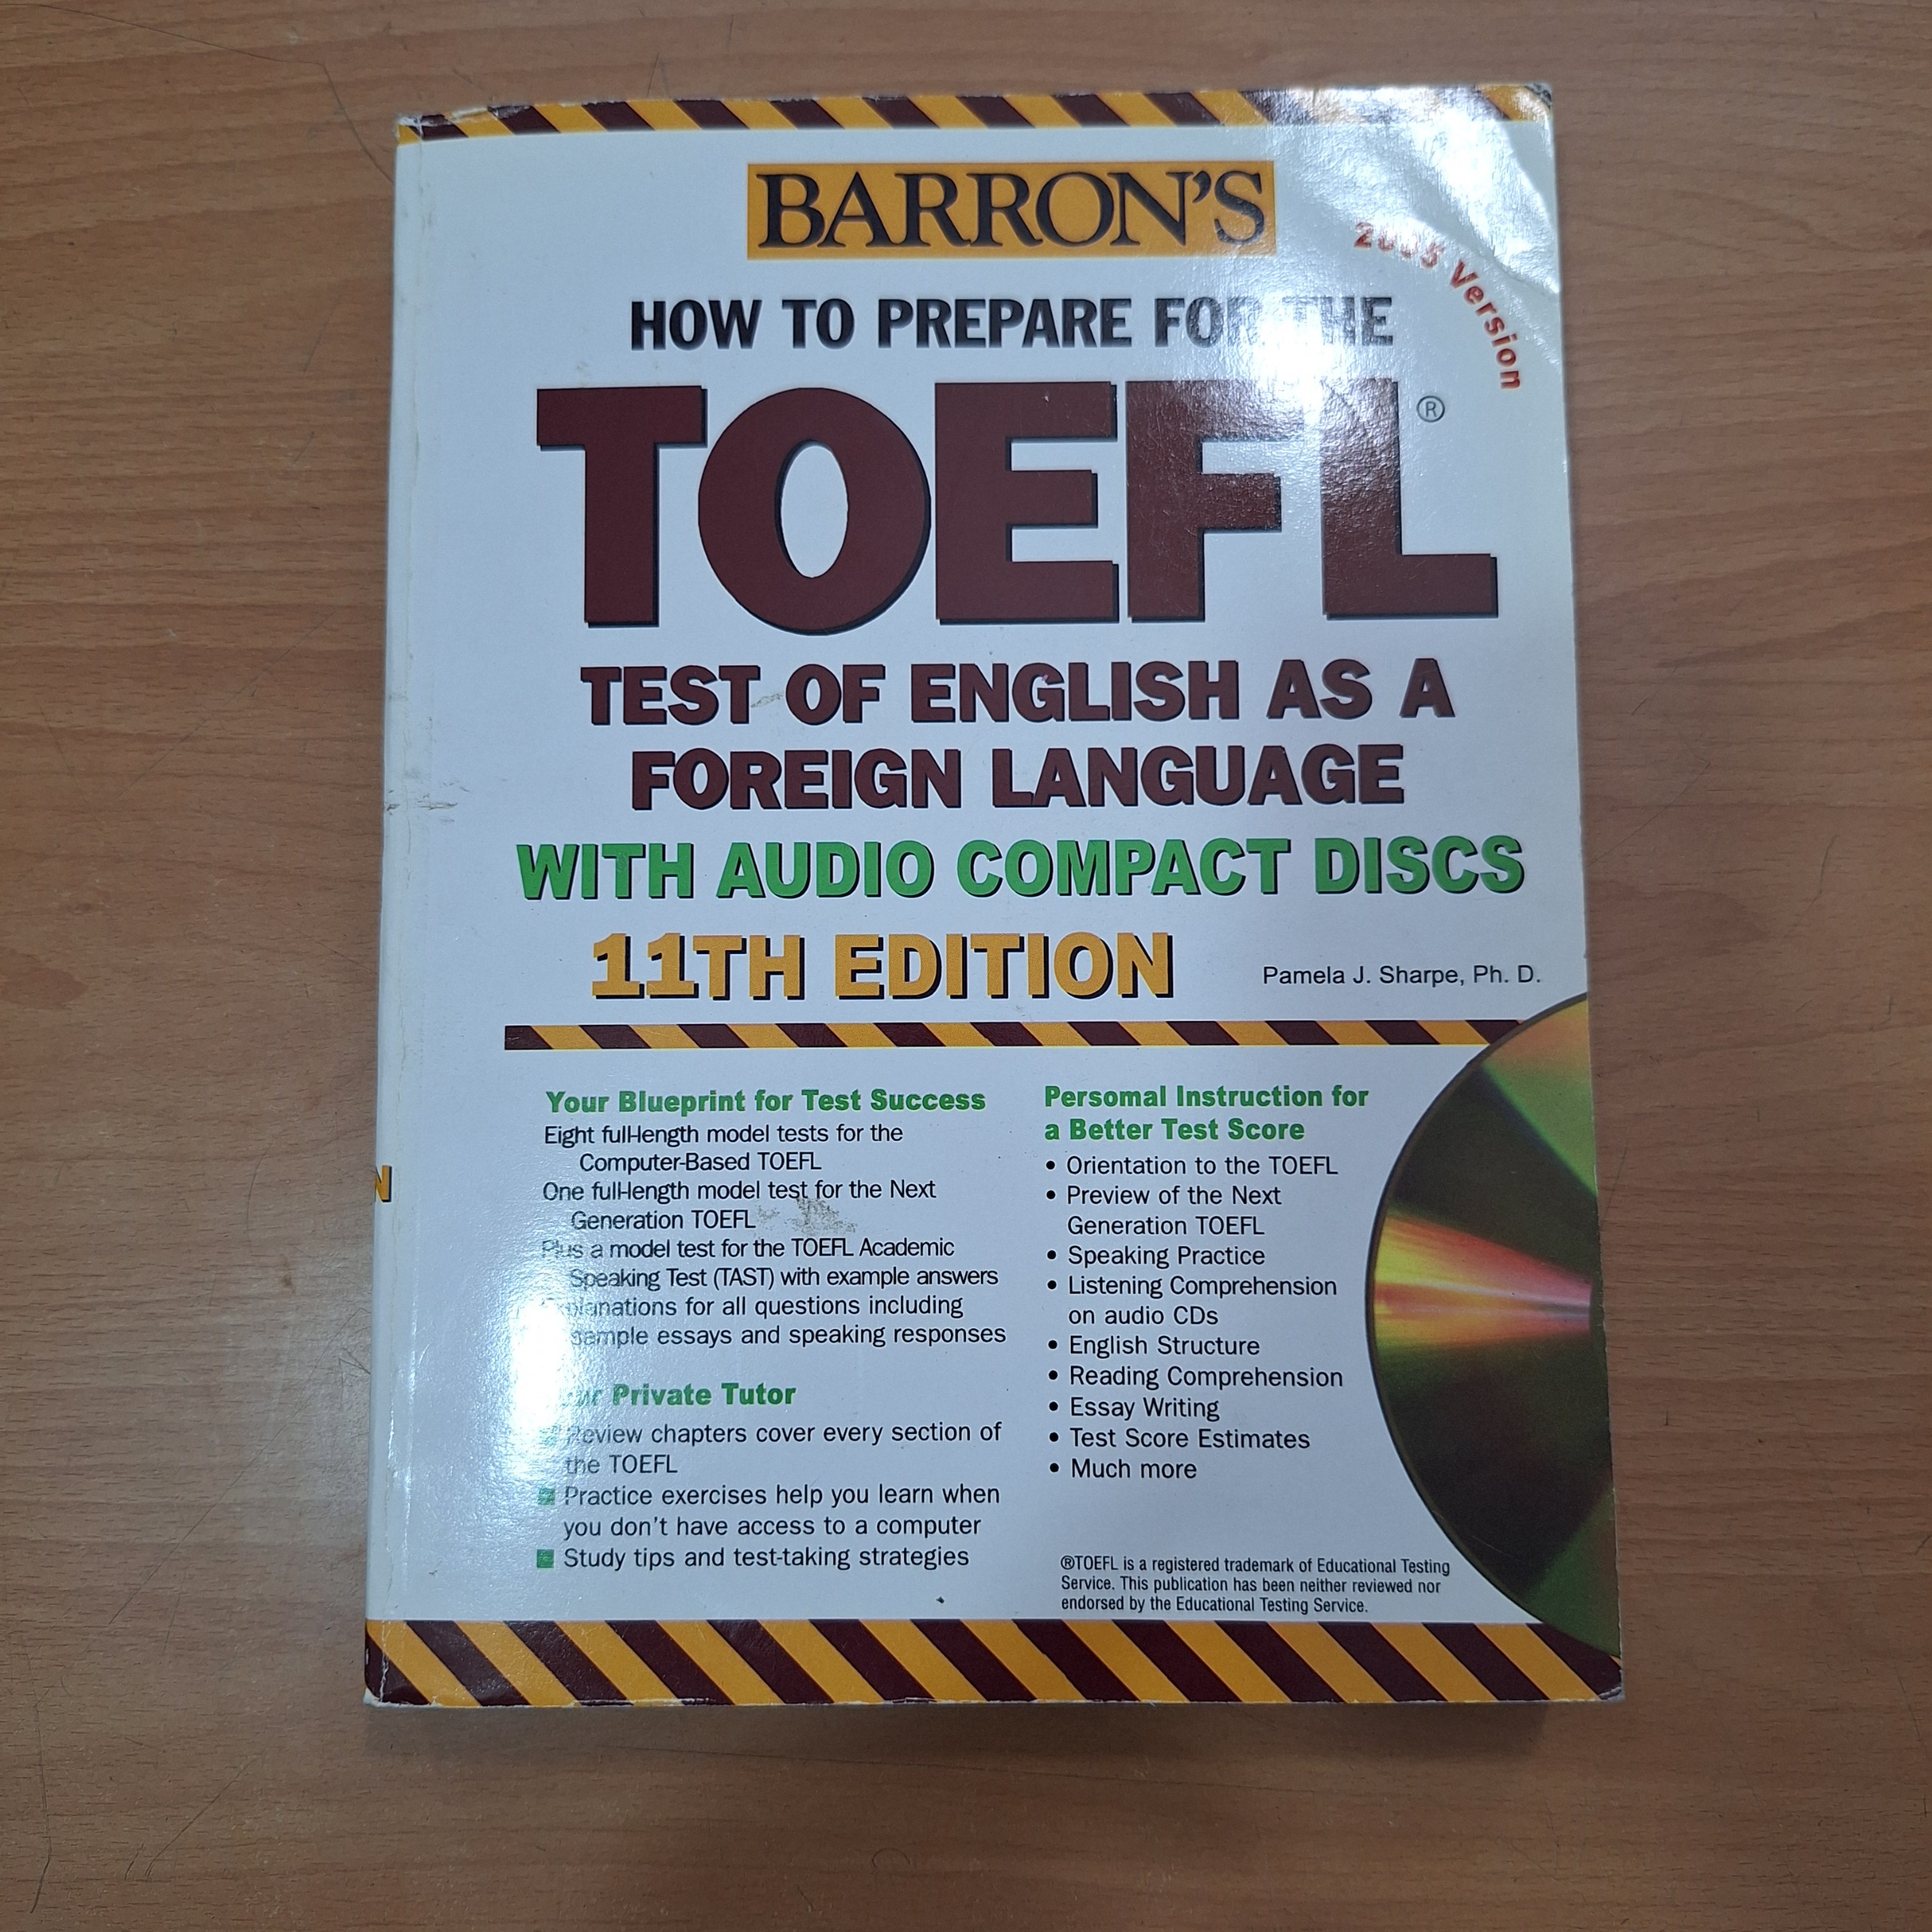 BARRON'S
2005 Version
HOW TO PREPARE FOR THE
TOEFL®
TEST OF ENGLISH AS A
FOREIGN LANGUAGE
WITH AUDIO COMPACT DISCS
11TH EDITION
Pamela J. Sharpe, Ph. D.
Your Blueprint for Test Success
Eight full-length model tests for the
Computer-Based TOEFL
One full-length model test for the Next
Generation TOEFL
Plus a model test for the TOEFL Academic
Speaking Test (TAST) with example answers
Explanations for all questions including
sample essays and speaking responses
Your Private Tutor
Review chapters cover every section of
the TOEFL
Practice exercises help you learn when
you don't have access to a computer
Study tips and test-taking strategies
Personal Instruction for
a Better Test Score
• Orientation to the TOEFL
• Preview of the Next
Generation TOEFL
• Speaking Practice
• Listening Comprehension
on audio CDs
• English Structure
• Reading Comprehension
• Essay Writing
• Test Score Estimates
• Much more
®TOEFL is a registered trademark of Educational Testing
Service. This publication has been neither reviewed nor
endorsed by the Educational Testing Service.